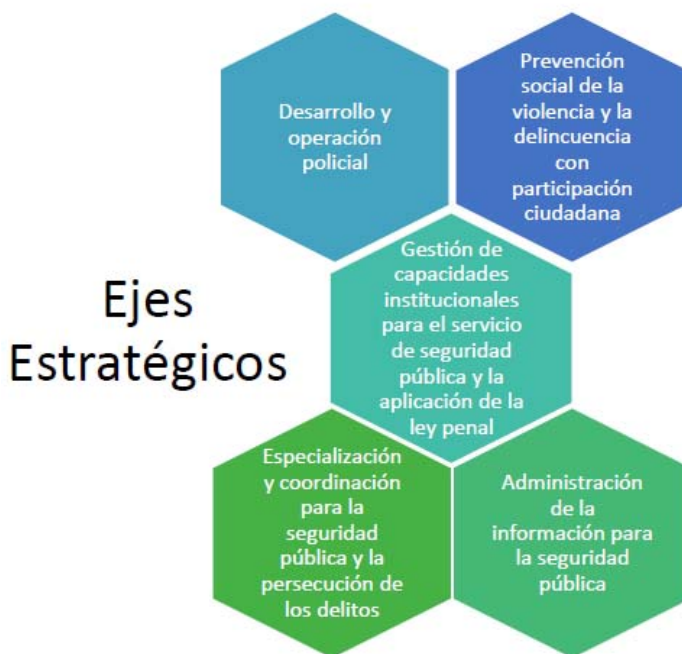 Desarrollo y
operación
policial
Prevención
social de la
violencia y la
delincuencia
con
participación
ciudadana
Ejes
Estratégicos
Gestión de
capacidades
institucionales
para el servicio
de seguridad
pública y la
aplicación de la
ley penal
Especialización
y coordinación
para la
seguridad
pública y la
persecución de
los delitos
Administración
de la
información para
la seguridad
pública